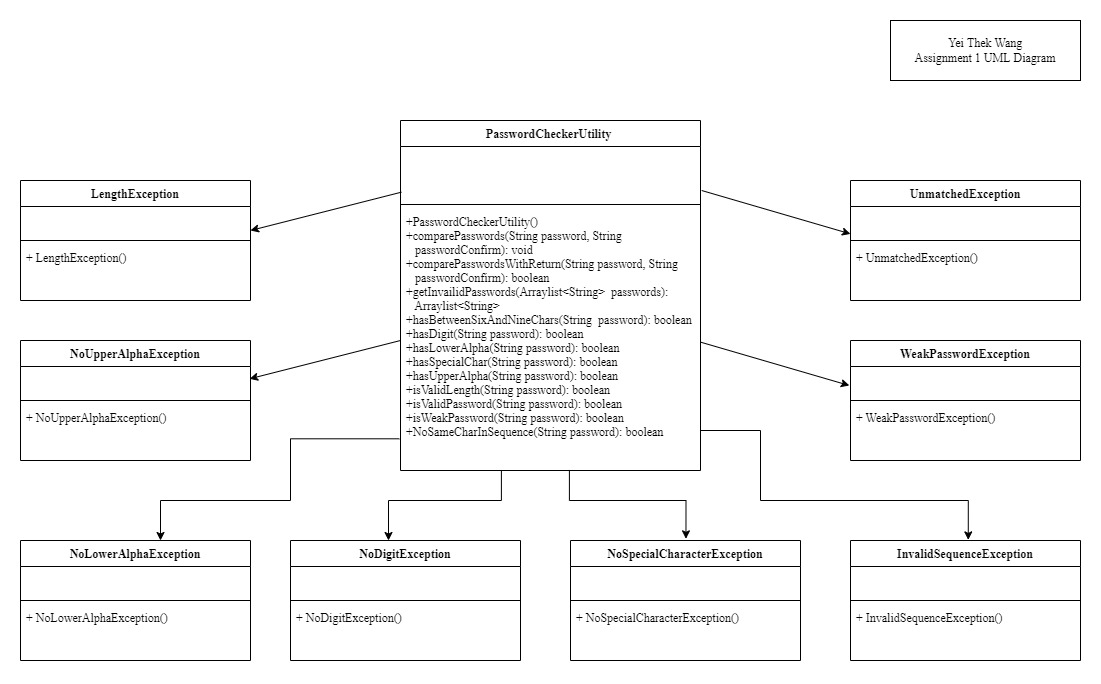 Yei Thek Wang
Assignment 1 UML Diagram
PasswordCheckerUtility
+PasswordCheckerUtility()
+comparePasswords(String password, String
passwordConfirm): void
+comparePasswordsWithReturn(String password, String
passwordConfirm): boolean
+getInvailidPasswords(Arraylist<String> passwords):
Arraylist<String>
+hasBetweenSixAndNineChars(String password): boolean
+hasDigit(String password): boolean
+hasLowerAlpha(String password): boolean
+hasSpecialChar(String password): boolean
+hasUpperAlpha(String password): boolean
+isValidLength(String password): boolean
+isValidPassword(String password): boolean
+isWeakPassword(String password): boolean
+NoSameCharInSequence(String password): boolean
LengthException
+ LengthException()
UnmatchedException
+ UnmatchedException()
NoUpperAlphaException
+ NoUpperAlphaException()
WeakPasswordException
+ WeakPasswordException()
NoLowerAlphaException
+ NoLowerAlphaException()
NoDigitException
+ NoDigitException()
NoSpecialCharacterException
+ NoSpecialCharacterException()
InvalidSequenceException
+ InvalidSequenceException()